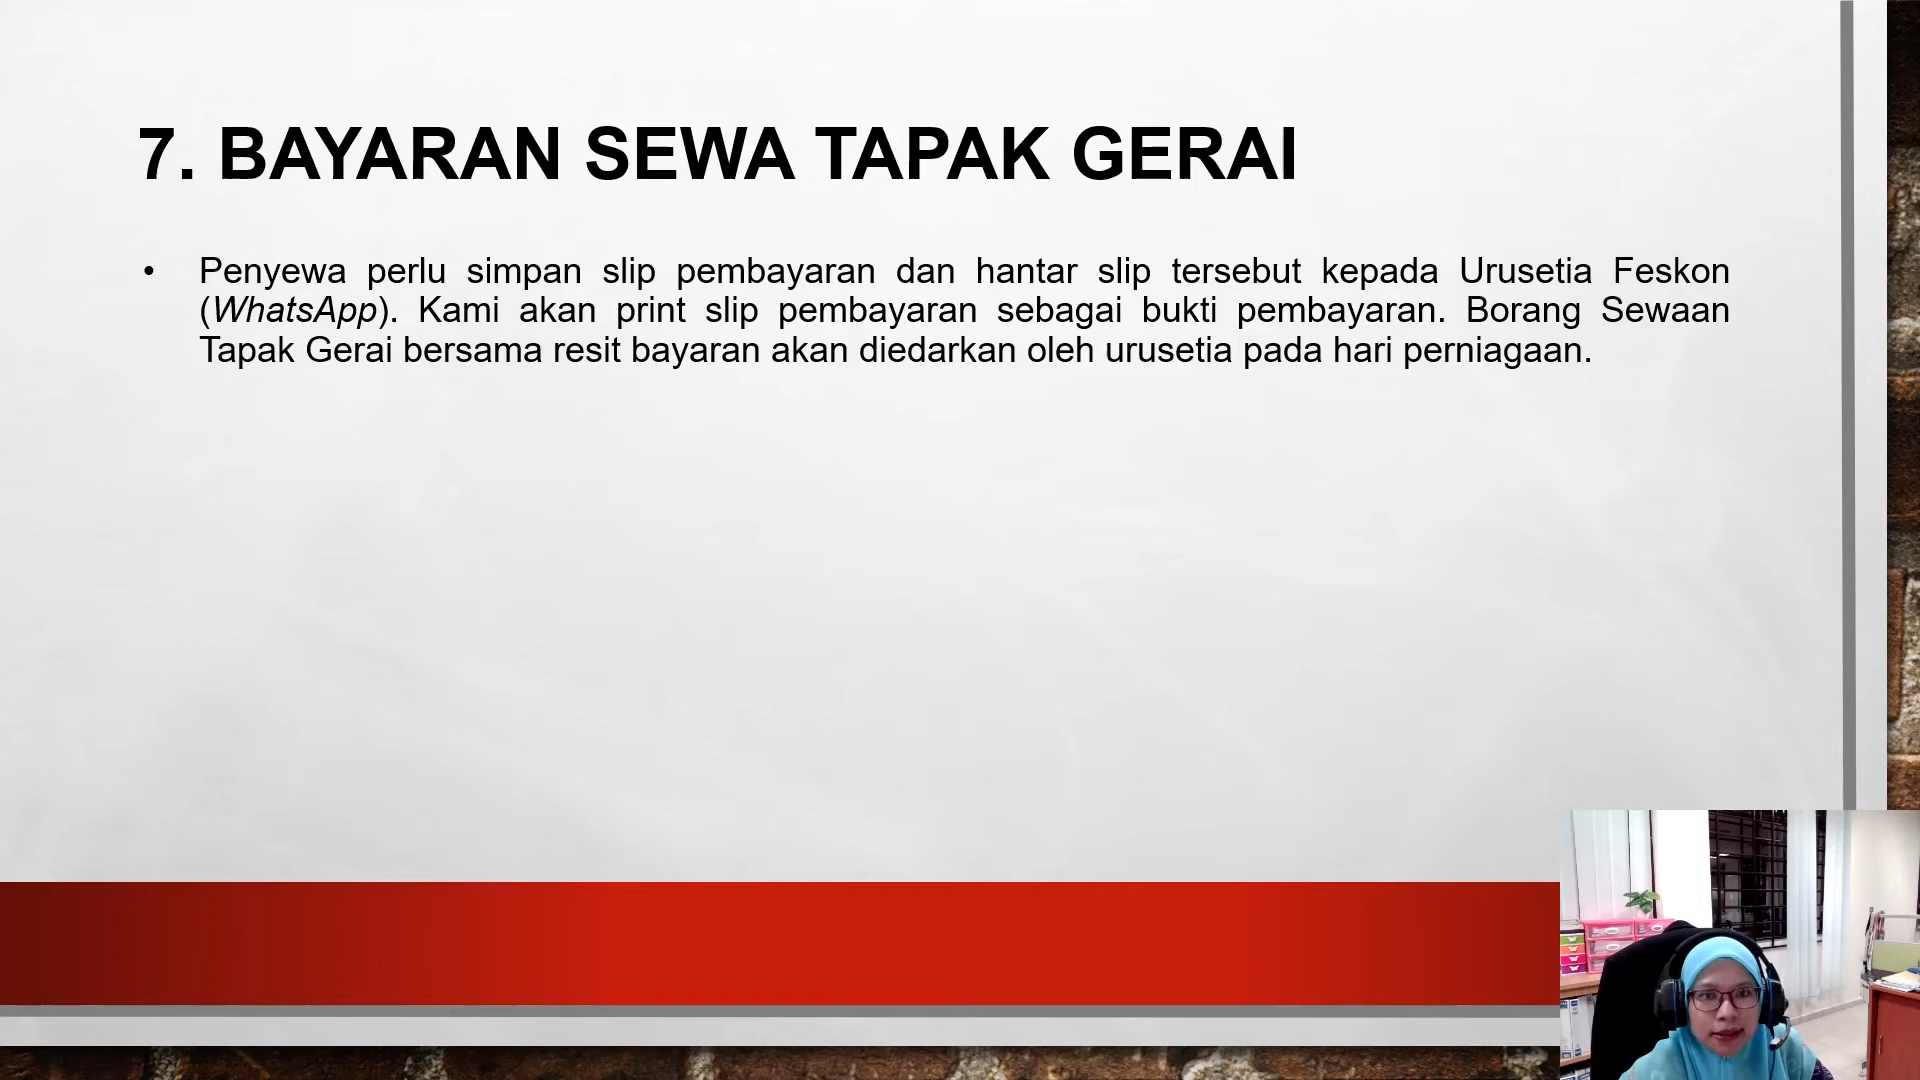 7. BAYARAN SEWA TAPAK GERAI
• Penyewa perlu simpan slip pembayaran dan hantar slip tersebut kepada Urusetia Feskon
(WhatsApp). Kami akan print slip pembayaran sebagai bukti pembayaran. Borang Sewaan
Tapak Gerai bersama resit bayaran akan diedarkan oleh urusetia pada hari perniagaan.